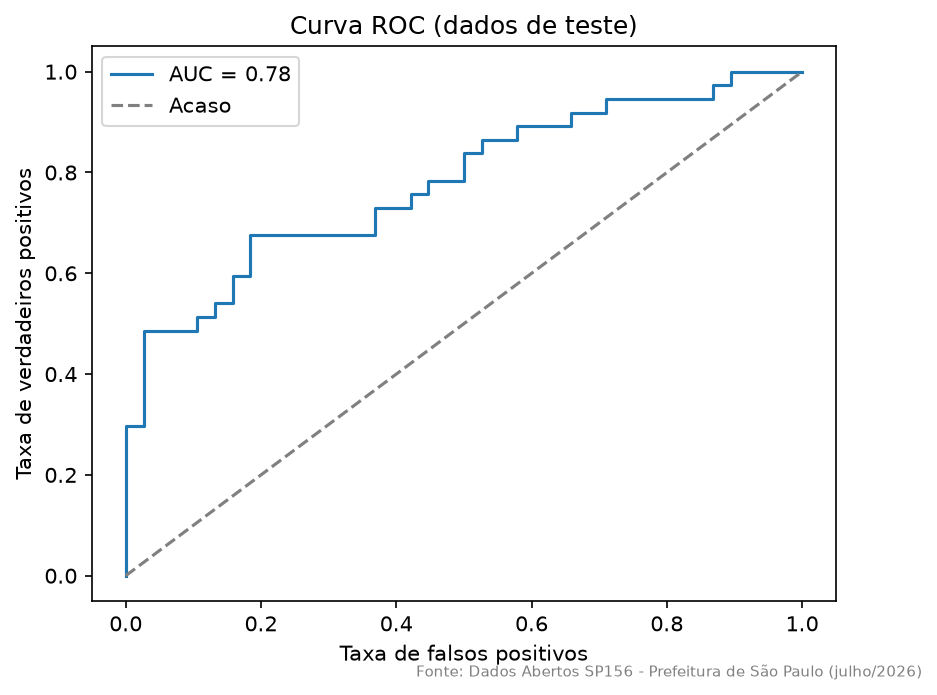 Curva ROC (dados de teste)
AUC = 0.78
Acaso
Taxa de verdadeiros positivos
1.0
0.8
0.6
0.4
0.2
0.0
0.0 0.2 0.4 0.6 0.8 1.0
Taxa de falsos positivos
Fonte: Dados Abertos SP156 - Prefeitura de São Paulo (julho/2026)